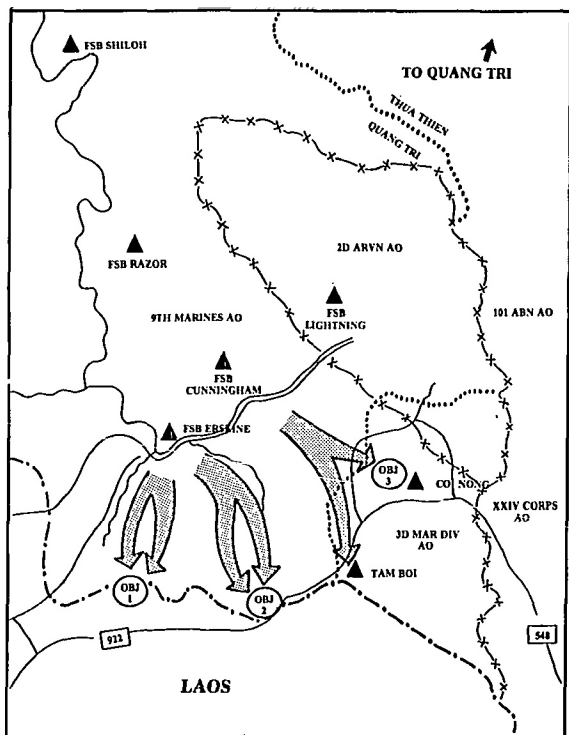 FSB SHILOH
TO QUANG TRI
THUA THIEN
QUANG TRI
FSB RAZOR
2D ARVN AO
9TH MARINES AO
FSB
LIGHTNING
101 ABN AO
FSB
CUNNINGHAM
FSB ERSKINE
OBJ
3
CO NONG
XXIV CORPS
AO
3D MAR DIV
AO
TAM BOI
OBJ
1
OBJ
2
922
548
LAOS